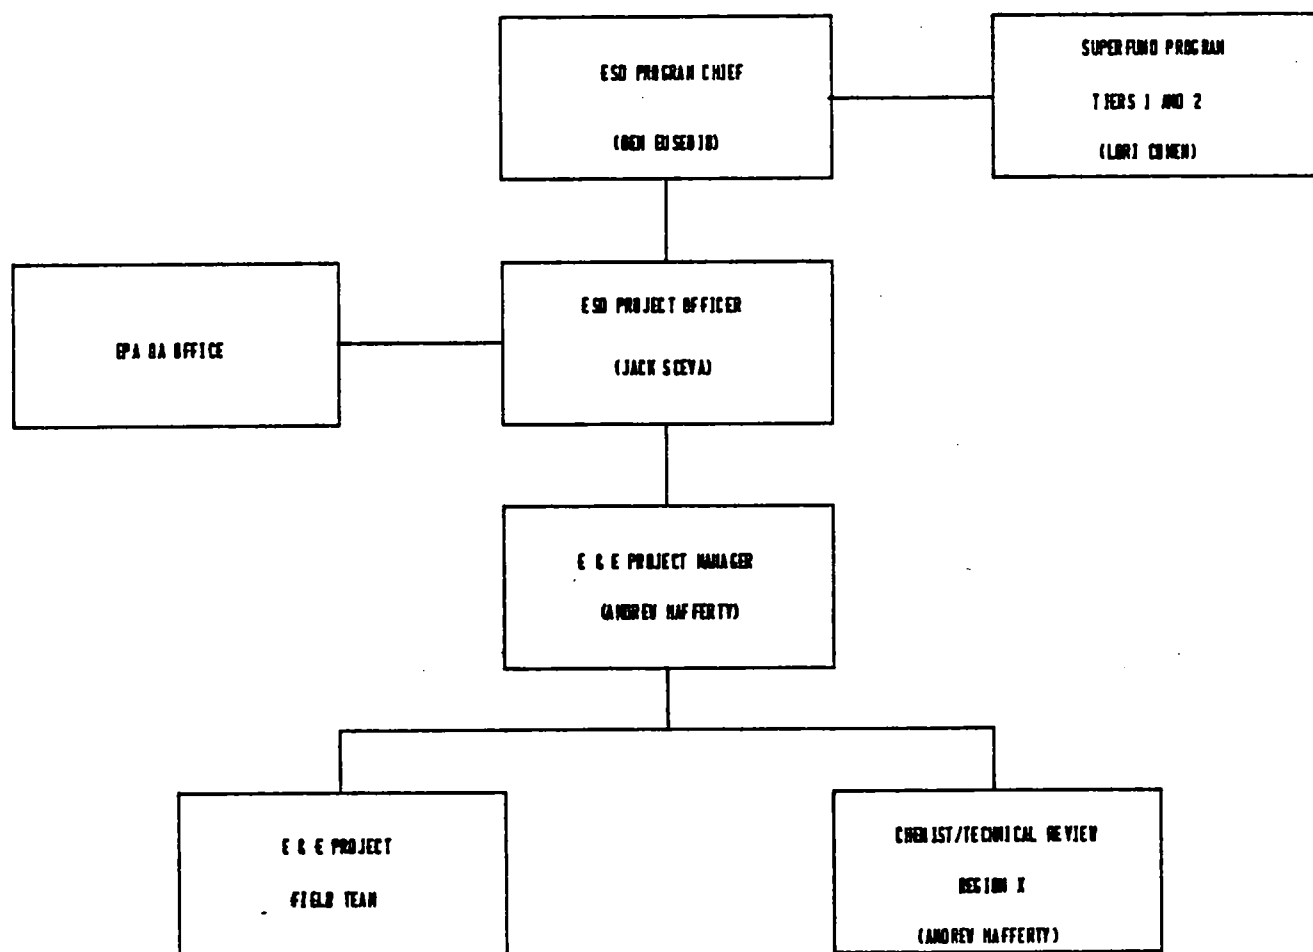 ESD PROGRAM CHIEF
(BEN EUSEBIO)
SUPERFUND PROGRAM
TIERS 1 AND 2
(LORI COHEN)
EPA QA OFFICE
ESD PROJECT OFFICER
(JACK SCEVA)
E & E PROJECT MANAGER
(ANDREW HAFFERTY)
E & E PROJECT
FIELD TEAM
CHEMIST/TECHNICAL REVIEW
REGION X
(ANDREW HAFFERTY)